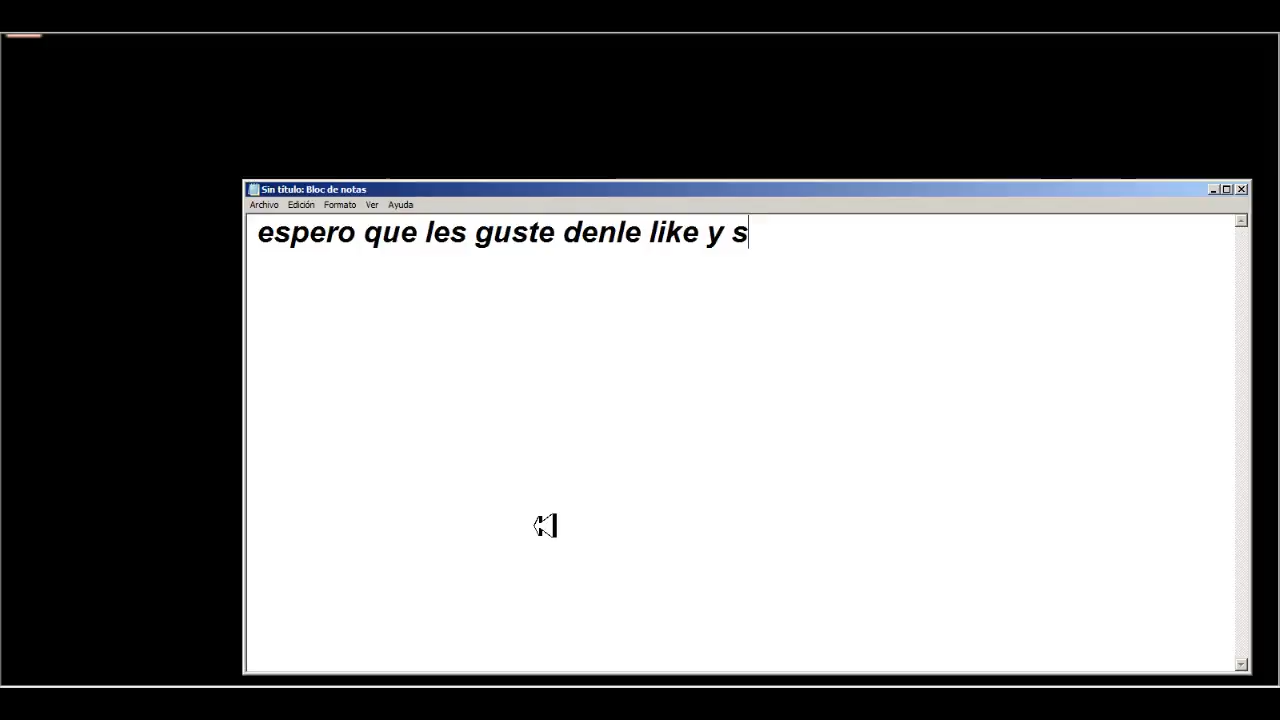 Sin título: Bloc de notas
Archivo Edición Formato Ver Ayuda
espero que les guste denle like y s